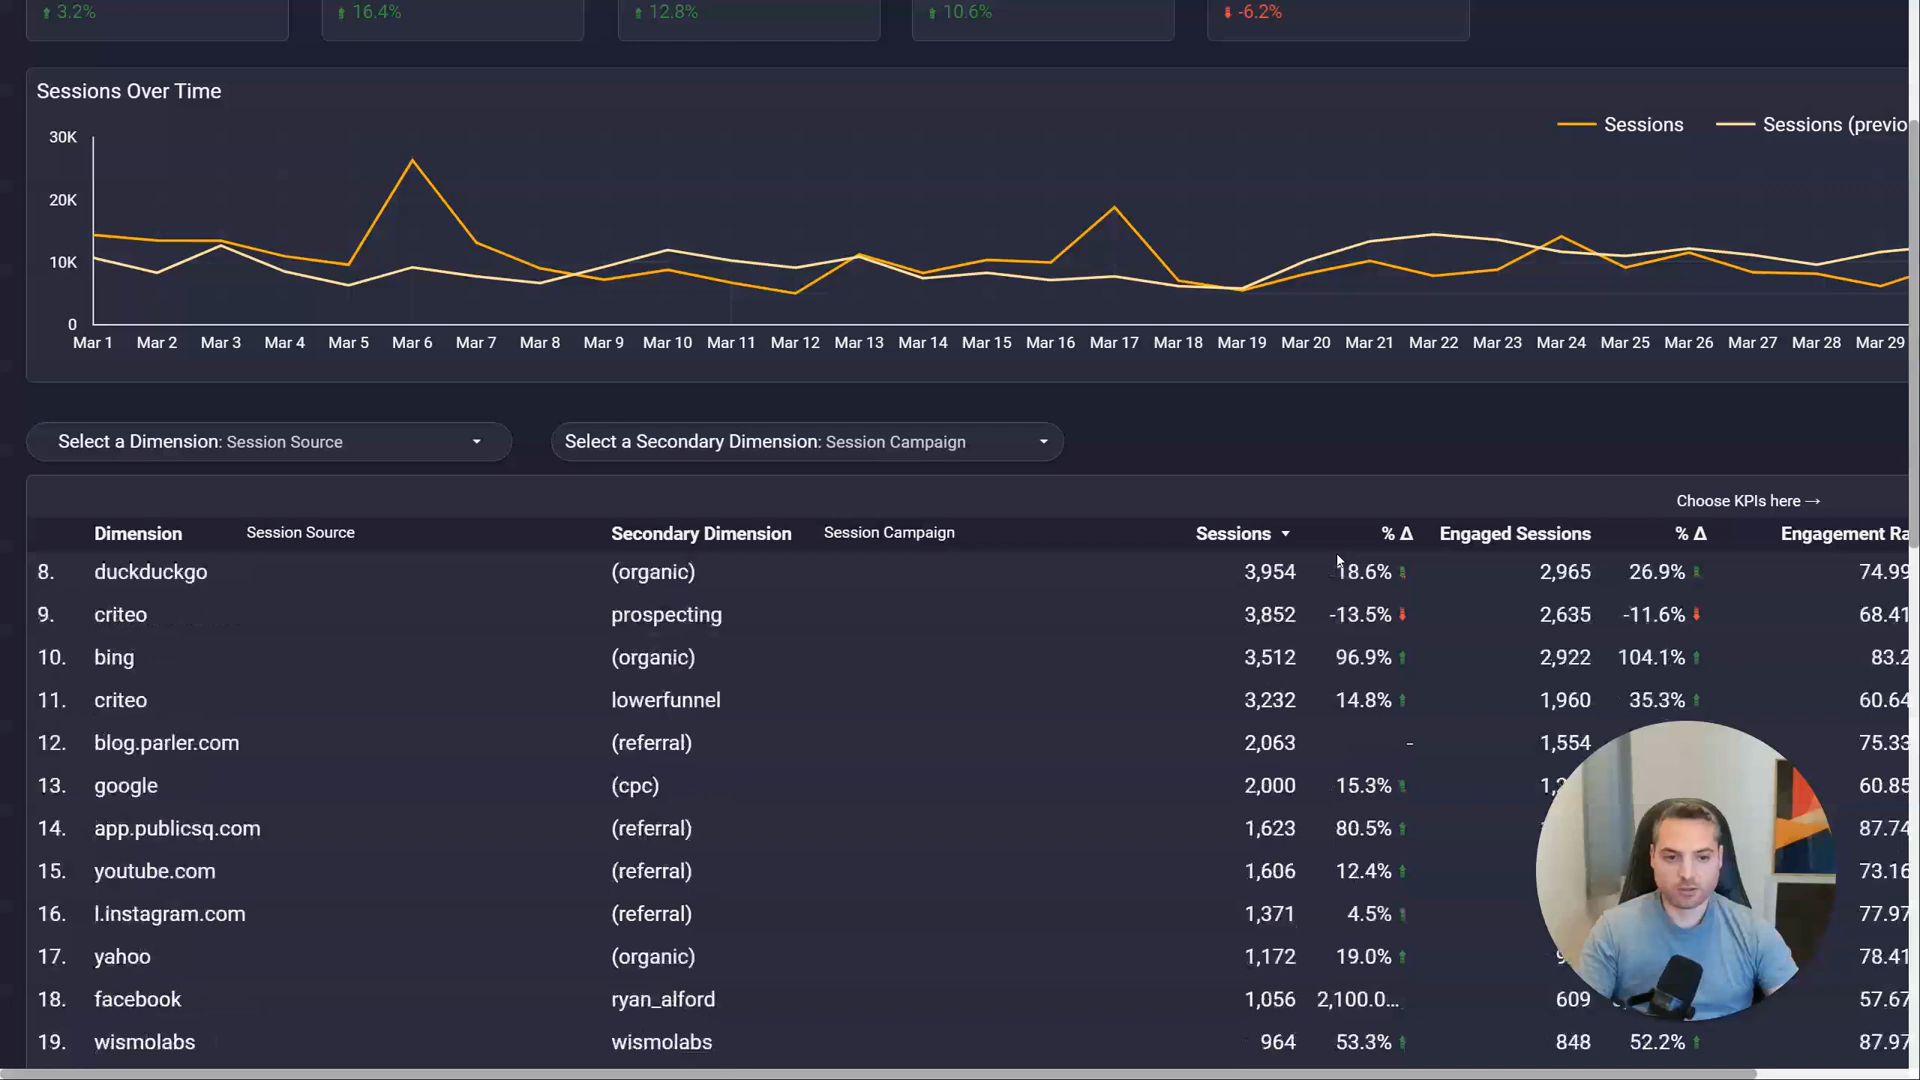 3.2%
16.4%
12.8%
10.6%
-6.2%
Sessions Over Time
Sessions
Sessions (previo
30K
20K
10K
0
Mar 1 Mar 2 Mar 3 Mar 4 Mar 5 Mar 6 Mar 7 Mar 8 Mar 9 Mar 10 Mar 11 Mar 12 Mar 13 Mar 14 Mar 15 Mar 16 Mar 17 Mar 18 Mar 19 Mar 20 Mar 21 Mar 22 Mar 23 Mar 24 Mar 25 Mar 26 Mar 27 Mar 28 Mar 29
Select a Dimension: Session Source
Select a Secondary Dimension: Session Campaign
Choose KPIs here →
Dimension Session Source Secondary Dimension Session Campaign Sessions % Δ Engaged Sessions % Δ Engagement Ra
8. duckduckgo (organic) 3,954 18.6% 2,965 26.9% 74.99
9. criteo prospecting 3,852 -13.5% 2,635 -11.6% 68.41
10. bing (organic) 3,512 96.9% 2,922 104.1% 83.2
11. criteo lowerfunnel 3,232 14.8% 1,960 35.3% 60.64
12. blog.parler.com (referral) 2,063 - 1,554 75.33
13. google (cpc) 2,000 15.3% 60.85
14. app.publicsq.com (referral) 1,623 80.5% 87.74
15. youtube.com (referral) 1,606 12.4% 73.16
16. l.instagram.com (referral) 1,371 4.5% 77.97
17. yahoo (organic) 1,172 19.0% 78.41
18. facebook ryan_alford 1,056 2,100.0... 609 57.67
19. wismolabs wismolabs 964 53.3% 848 52.2% 87.97